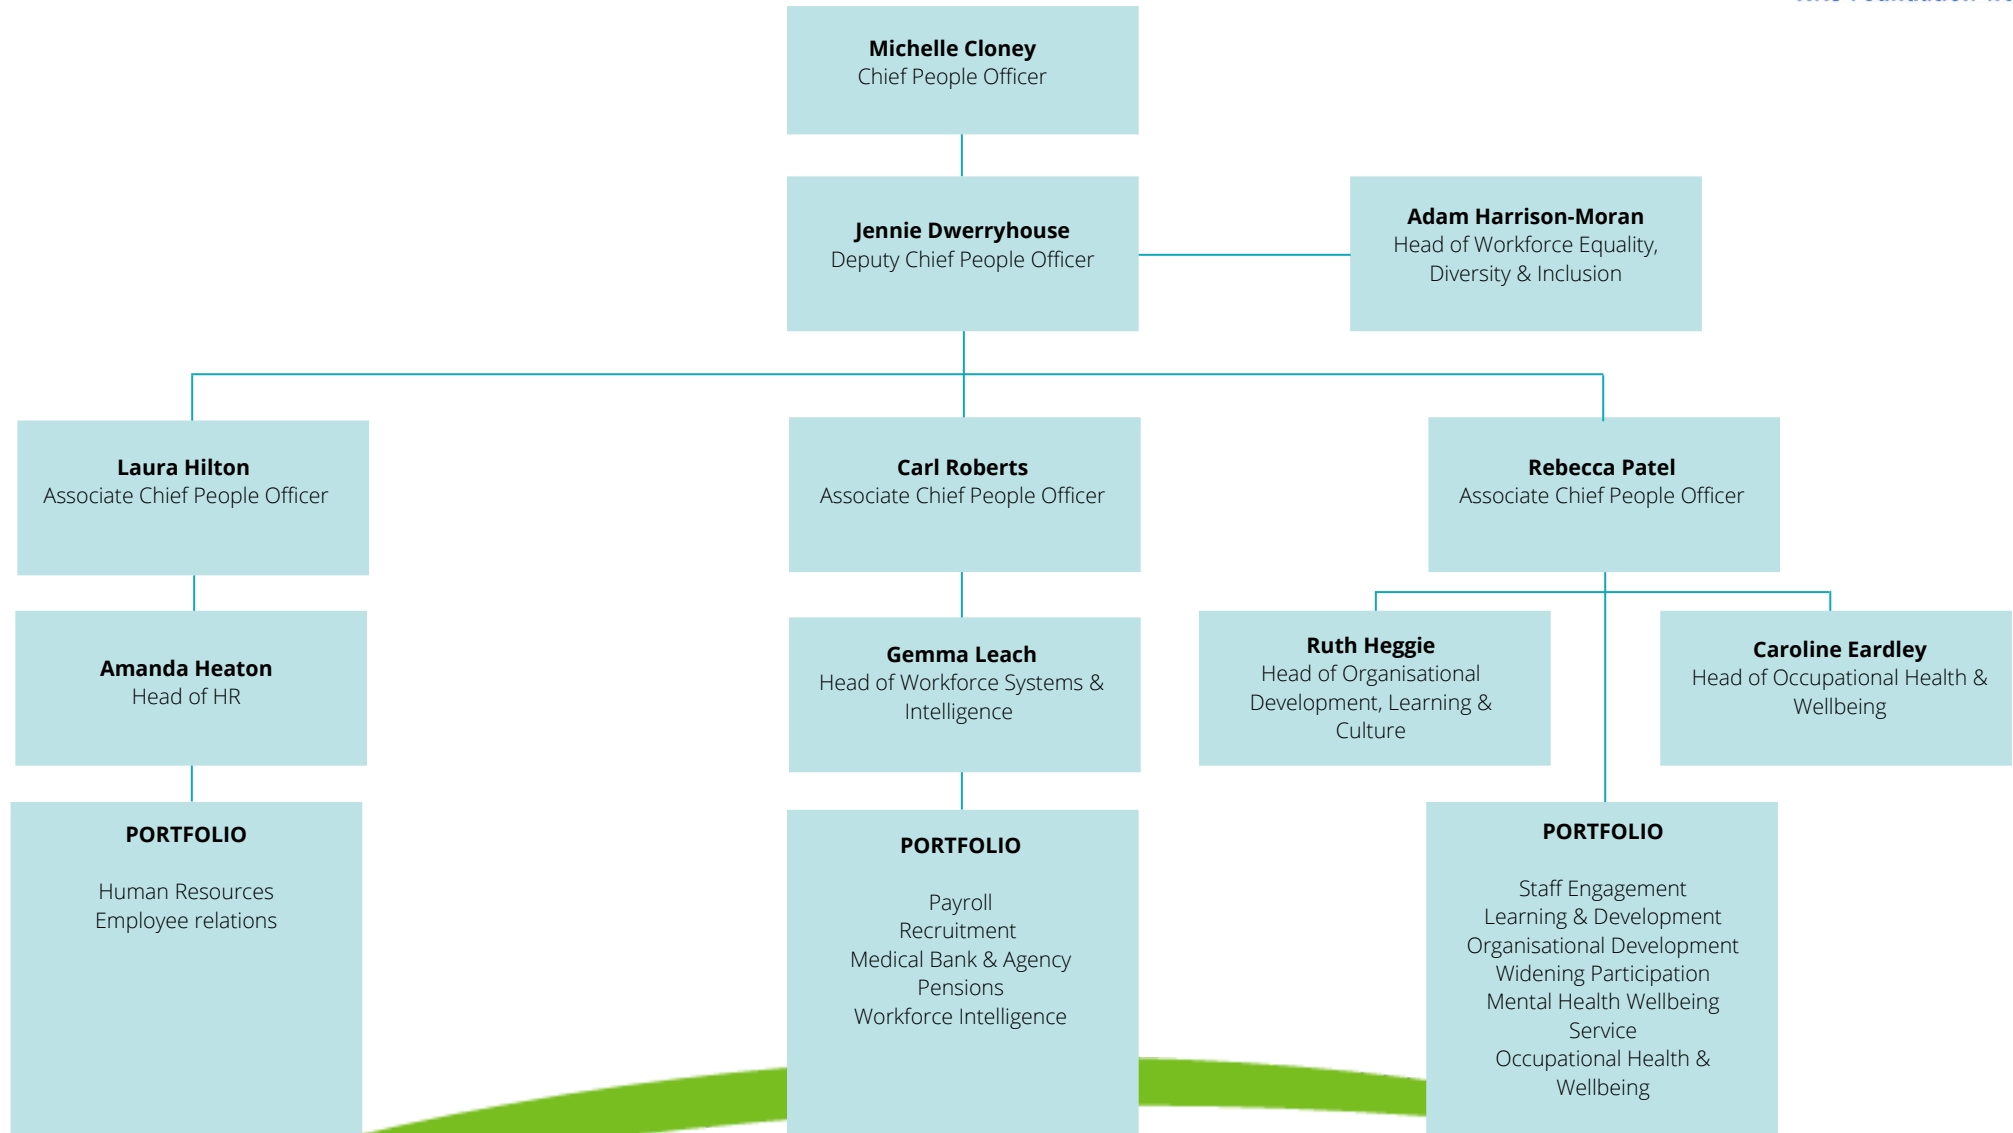 Michelle Cloney
Chief People Officer
Jennie Dwerryhouse
Deputy Chief People Officer
Adam Harrison-Moran
Head of Workforce Equality,
Diversity & Inclusion
Laura Hilton
Associate Chief People Officer
Carl Roberts
Associate Chief People Officer
Rebecca Patel
Associate Chief People Officer
Amanda Heaton
Head of HR
Gemma Leach
Head of Workforce Systems &
Intelligence
Ruth Heggie
Head of Organisational
Development, Learning &
Culture
Caroline Eardley
Head of Occupational Health &
Wellbeing
PORTFOLIO
Human Resources
Employee relations
PORTFOLIO
Payroll
Recruitment
Medical Bank & Agency
Pensions
Workforce Intelligence
PORTFOLIO
Staff Engagement
Learning & Development
Organisational Development
Widening Participation
Mental Health Wellbeing
Service
Occupational Health &
Wellbeing